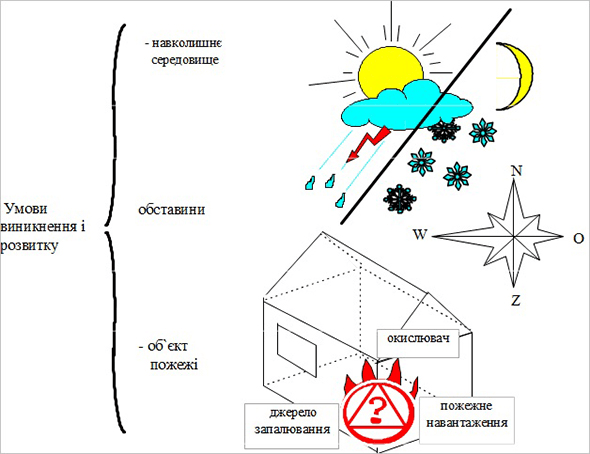 Умови
виникнення і
розвитку
- навколишнє
середовище
обставини
- об`єкт
пожежі
N
W
O
Z
окислювач
джерело
запалювання
?
пожежне
навантаження